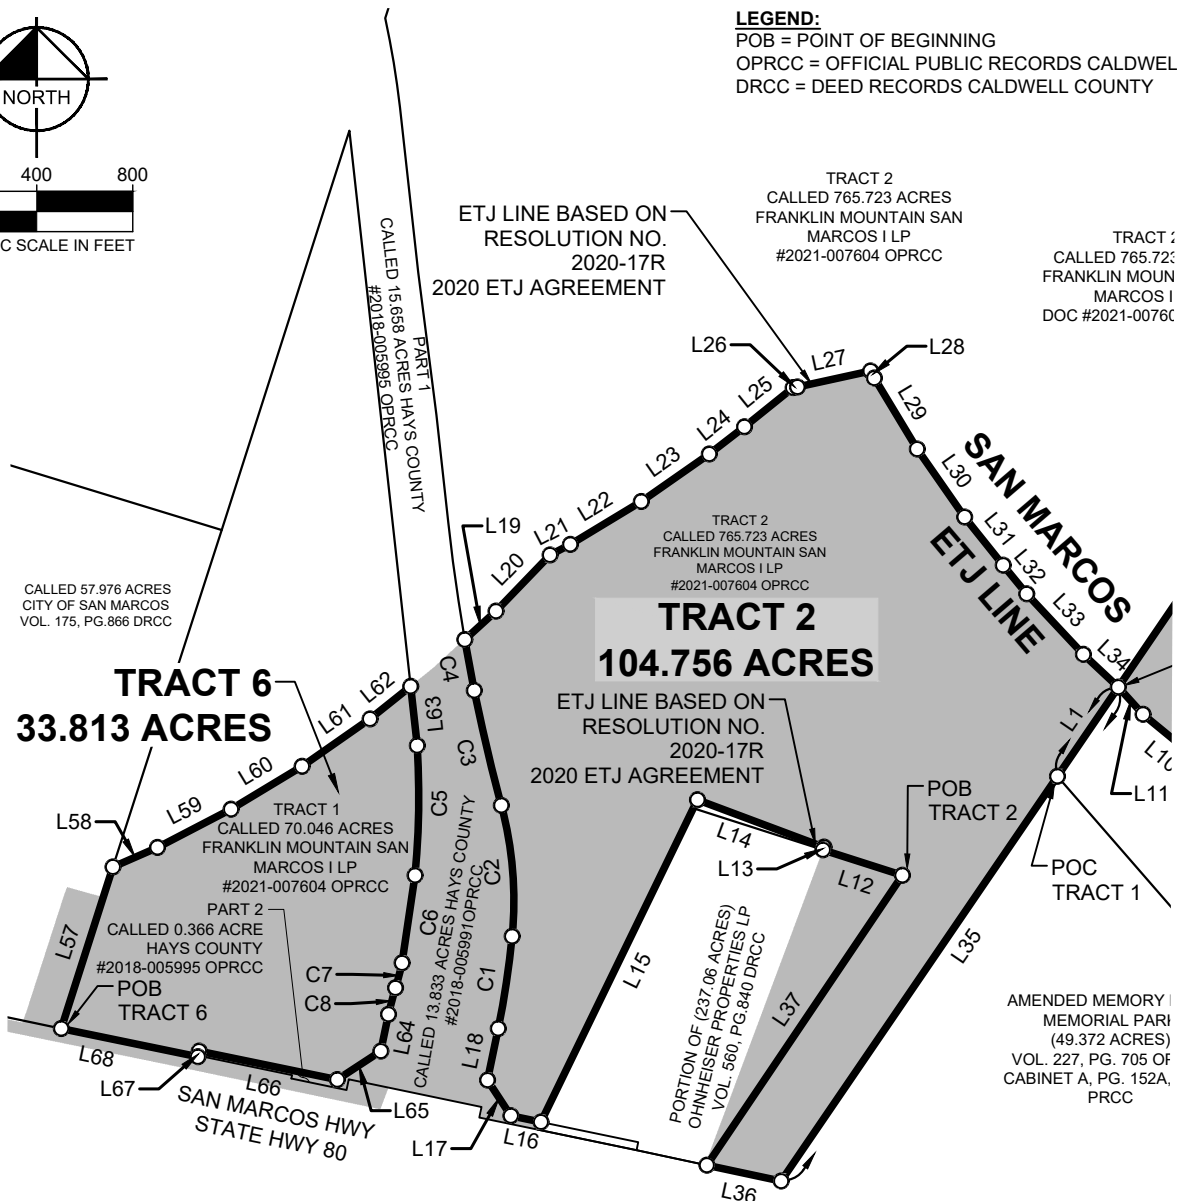 LEGEND:
POB = POINT OF BEGINNING
OPRCC = OFFICIAL PUBLIC RECORDS CALDWEL
DRCC = DEED RECORDS CALDWELL COUNTY
NORTH
400 800
C SCALE IN FEET
TRACT 2
CALLED 765.723 ACRES
FRANKLIN MOUNTAIN SAN
MARCOS I LP
#2021-007604 OPRCC
TRACT 2
CALLED 765.723
FRANKLIN MOUN
MARCOS I
DOC #2021-00760
ETJ LINE BASED ON
RESOLUTION NO.
2020-17R
2020 ETJ AGREEMENT
PART 1
CALLED 15.658 ACRES HAYS COUNTY
#2018-005995 OPRCC
L26
L27
L28
L25
L24
L29
L23
L30
L22
L21
L19
L20
L31
L32
L33
L34
SAN MARCOS
ETJ LINE
TRACT 2
CALLED 765.723 ACRES
FRANKLIN MOUNTAIN SAN
MARCOS I LP
#2021-007604 OPRCC
TRACT 2
104.756 ACRES
ETJ LINE BASED ON
RESOLUTION NO.
2020-17R
2020 ETJ AGREEMENT
CALLED 57.976 ACRES
CITY OF SAN MARCOS
VOL. 175, PG.866 DRCC
TRACT 6
33.813 ACRES
L62
L61
L60
L59
L58
L57
L63
C4
C3
C5
C2
C6
C1
C7
C8
L64
L18
TRACT 1
CALLED 70.046 ACRES
FRANKLIN MOUNTAIN SAN
MARCOS I LP
#2021-007604 OPRCC
PART 2
CALLED 0.366 ACRE
HAYS COUNTY
#2018-005995 OPRCC
POB
TRACT 6
CALLED 13.833 ACRES HAYS COUNTY
#2018-005991OPRCC
L1
L10
L11
L14
L13
L12
POB
TRACT 2
POC
TRACT 1
L15
L37
L35
PORTION OF (237.06 ACRES)
OHNHEISER PROPERTIES LP
VOL. 560, PG.840 DRCC
AMENDED MEMORY
MEMORIAL PARK
(49.372 ACRES)
VOL. 227, PG. 705 OP
CABINET A, PG. 152A,
PRCC
L68
L67
L66
L65
SAN MARCOS HWY
STATE HWY 80
L17
L16
L36